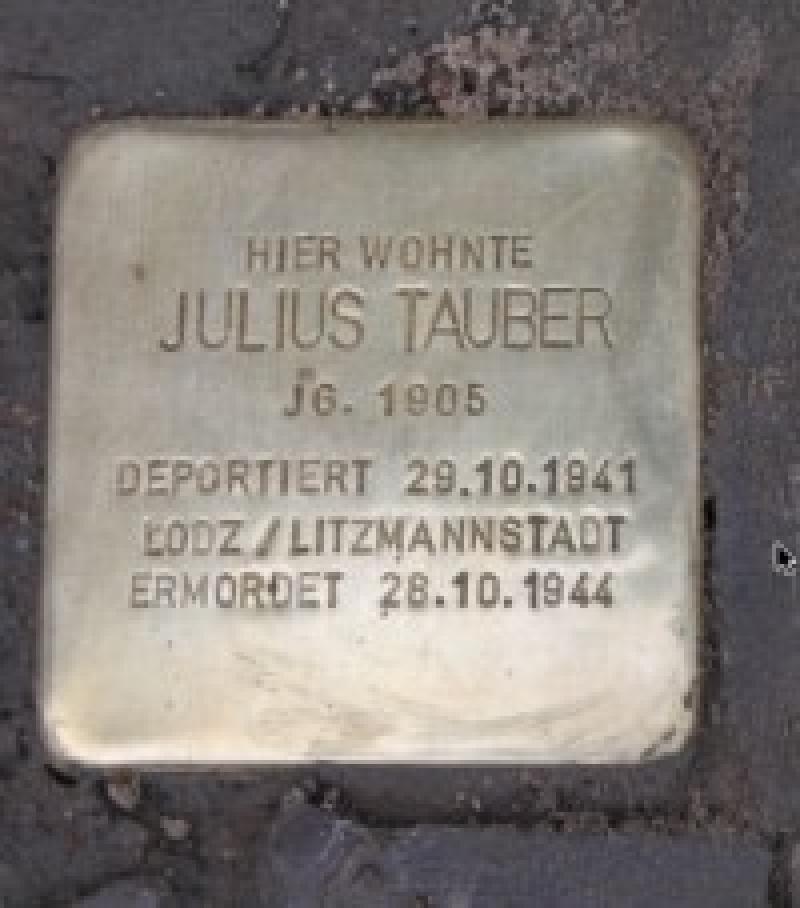 HIER WOHNTE
JULIUS TAUBER
JG. 1905
DEPORTIERT 29.10.1941
ŁODZ / LITZMANNSTADT
ERMORDET 28.10.1944